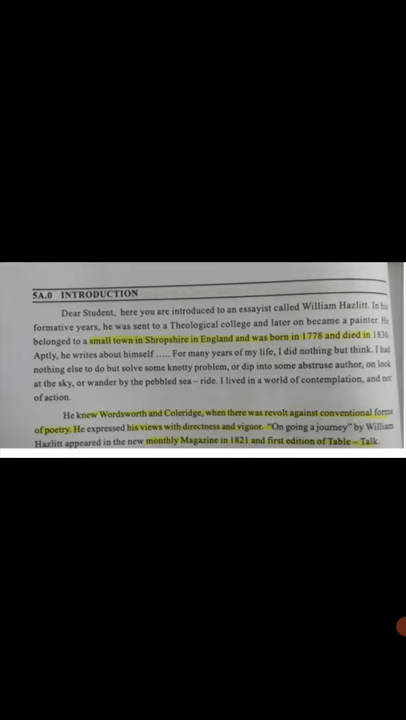 5A.0 INTRODUCTION
Dear Student, here you are introduced to an essayist called William Hazlitt. In his
formative years, he was sent to a Theological college and later on became a painter. He
belonged to a small town in Shropshire in England and was born in 1778 and died in 1830.
Aptly, he writes about himself ..... For many years of my life, I did nothing but think. I had
nothing else to do but solve some knotty problem, or dip into some abstruse author, on look
at the sky, or wander by the pebbled sea – ride. I lived in a world of contemplation, and not
of action.
He knew Wordsworth and Coleridge, when there was revolt against conventional forms
of poetry. He expressed his views with directness and viguor. "On going a journey" by William
Hazlitt appeared in the new monthly Magazine in 1821 and first edition of Table – Talk.